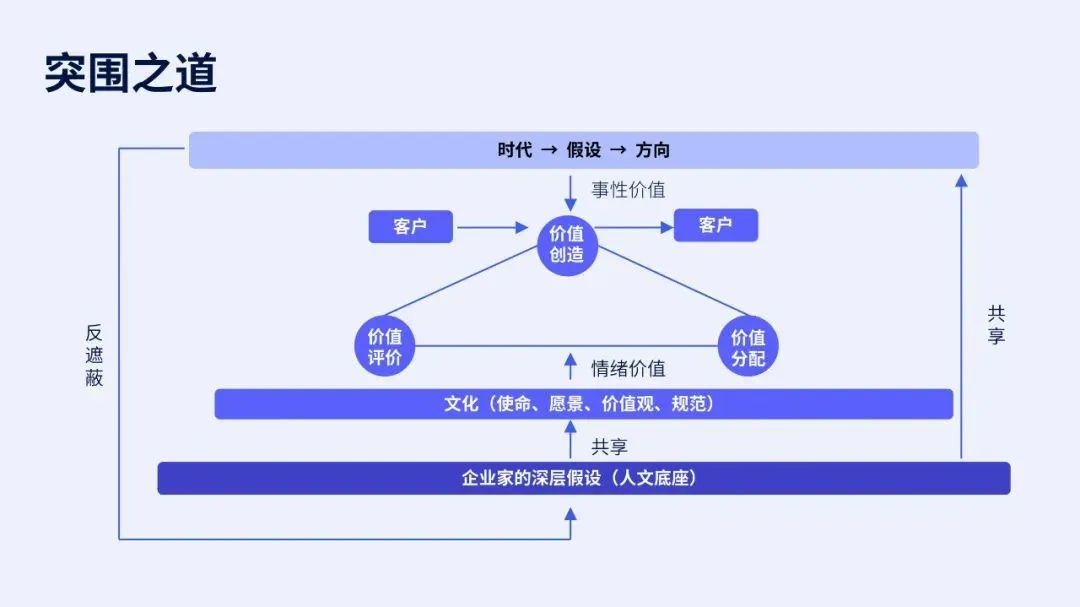 突围之道
时代 → 假设 → 方向
事性价值
客户
价值
创造
客户
价值
评价
价值
分配
情绪价值
文化（使命、愿景、价值观、规范）
共享
企业家的深层假设（人文底座）
反
遮
蔽
共
享